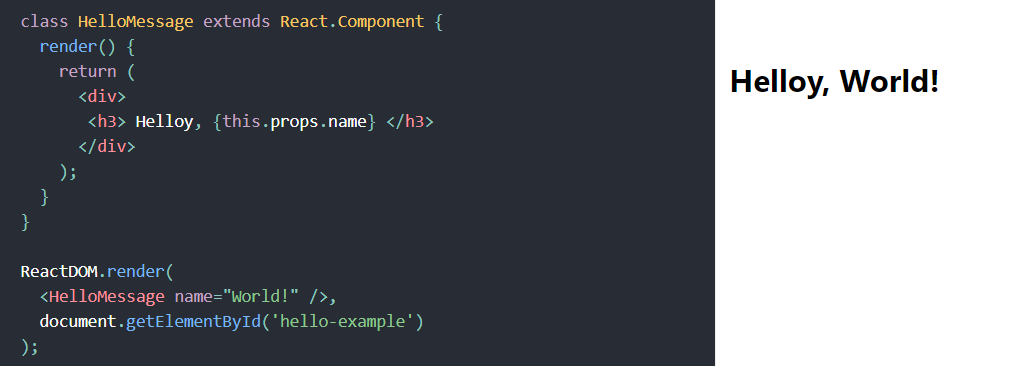 class HelloMessage extends React.Component {
  render() {
    return (
      <div>
       <h3> Helloy, {this.props.name} </h3>
      </div>
    );
  }
}

ReactDOM.render(
  <HelloMessage name="World!" />,
  document.getElementById('hello-example')
);
Helloy, World!